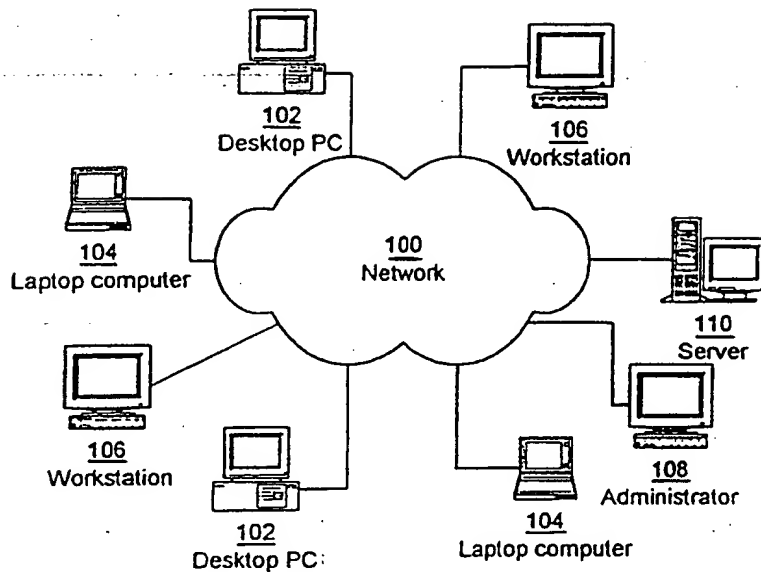 102
Desktop PC
106
Workstation
104
Laptop computer
100
Network
110
Server
106
Workstation
108
Administrator
102
Desktop PC
104
Laptop computer